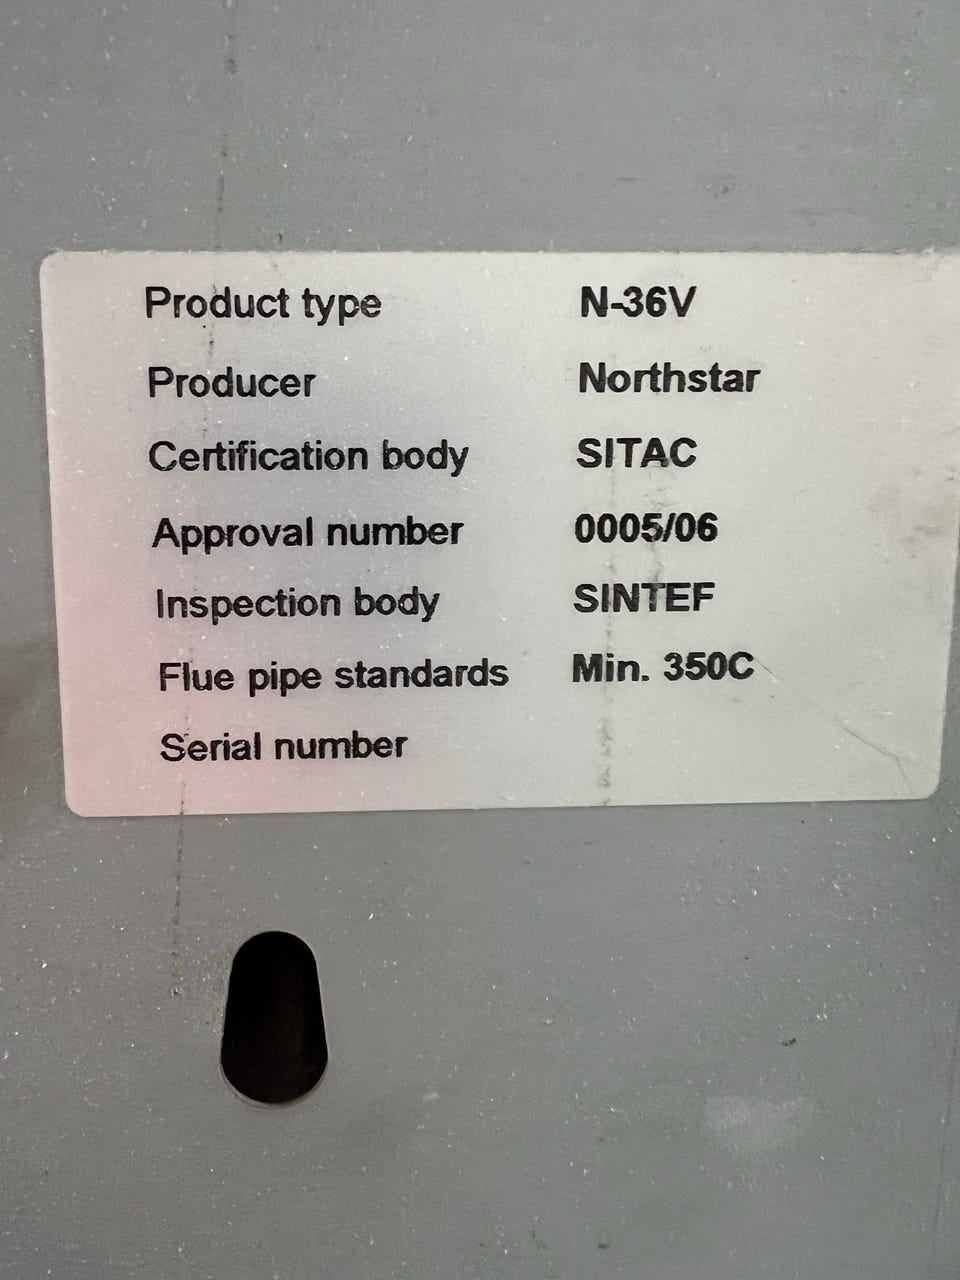 Product type N-36V
Producer Northstar
Certification body SITAC
Approval number 0005/06
Inspection body SINTEF
Flue pipe standards Min. 350C
Serial number